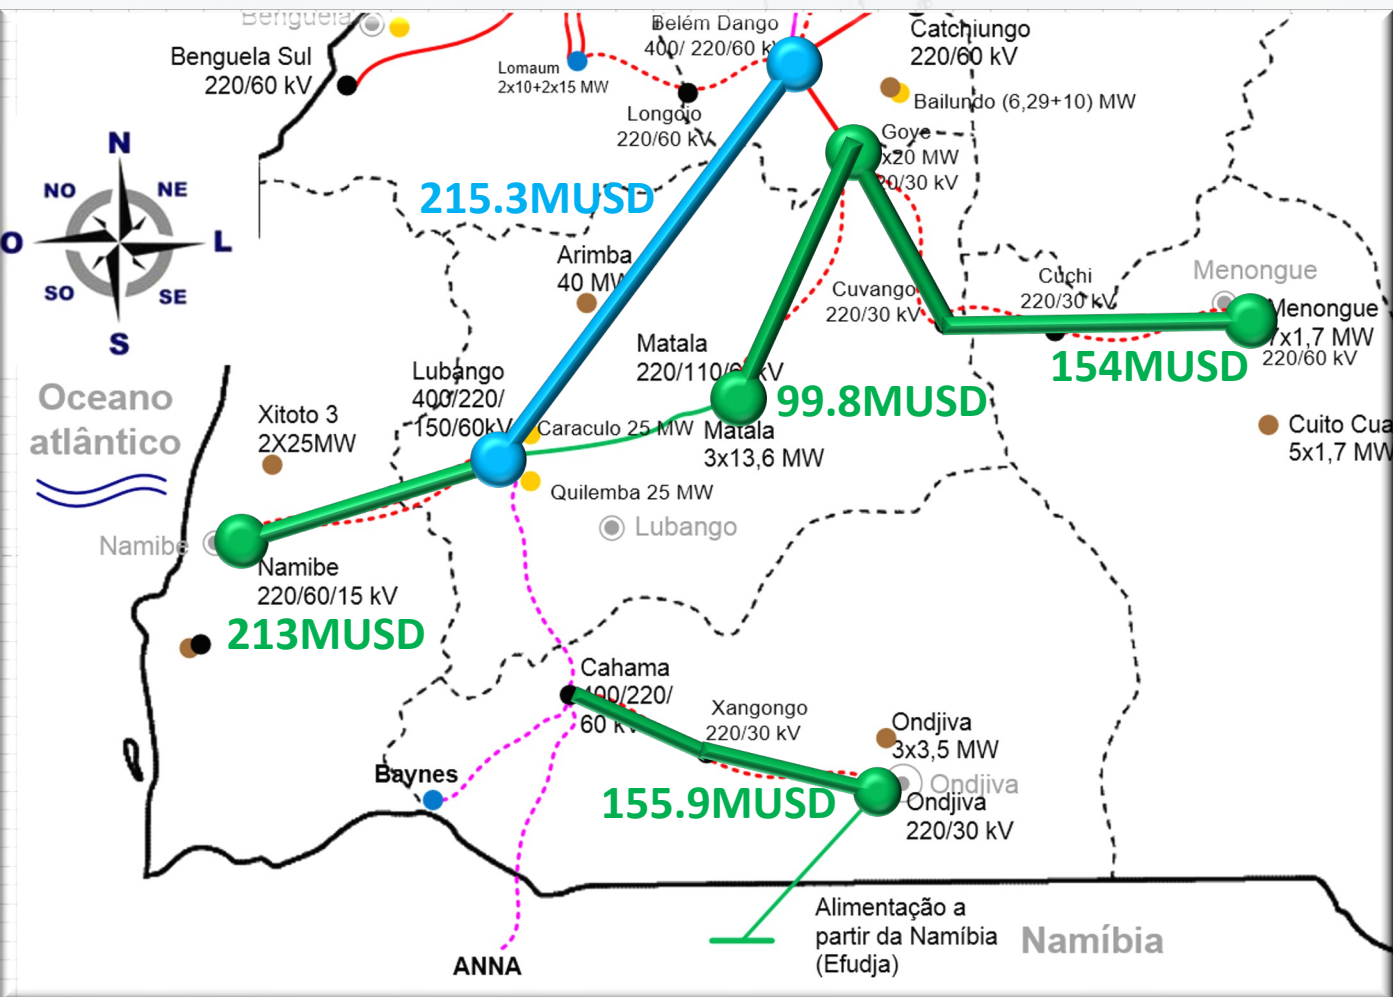 Benguela
Benguela Sul
220/60 kV
Lomaum
2x10+2x15 MW
Belém Dango
400/ 220/60 kV
Longojo
220/60 kV
Catchiungo
220/60 kV
Bailundo (6,29+10) MW
Gove
x20 MW
20/30 kV
N
NO
NE
O
L
SO
SE
S
215.3MUSD
Arimba
40 MW
Cuvango
220/30 kV
Cuchi
220/30 kV
Menongue
Menongue
7x1,7 MW
220/60 kV
154MUSD
Matala
220/110/60 kV
99.8MUSD
Matala
3x13,6 MW
Lubango
400/220/
150/60kV
Caraculo 25 MW
Quilemba 25 MW
Lubango
Oceano
atlântico
Xitoto 3
2X25MW
Cuito Cua
5x1,7 MW
Namibe
Namibe
220/60/15 kV
213MUSD
Cahama
400/220/
60 kV
Xangongo
220/30 kV
Ondjiva
3x3,5 MW
Ondjiva
Ondjiva
220/30 kV
155.9MUSD
Baynes
Alimentação a
partir da Namíbia
(Efudja)
Namíbia
ANNA